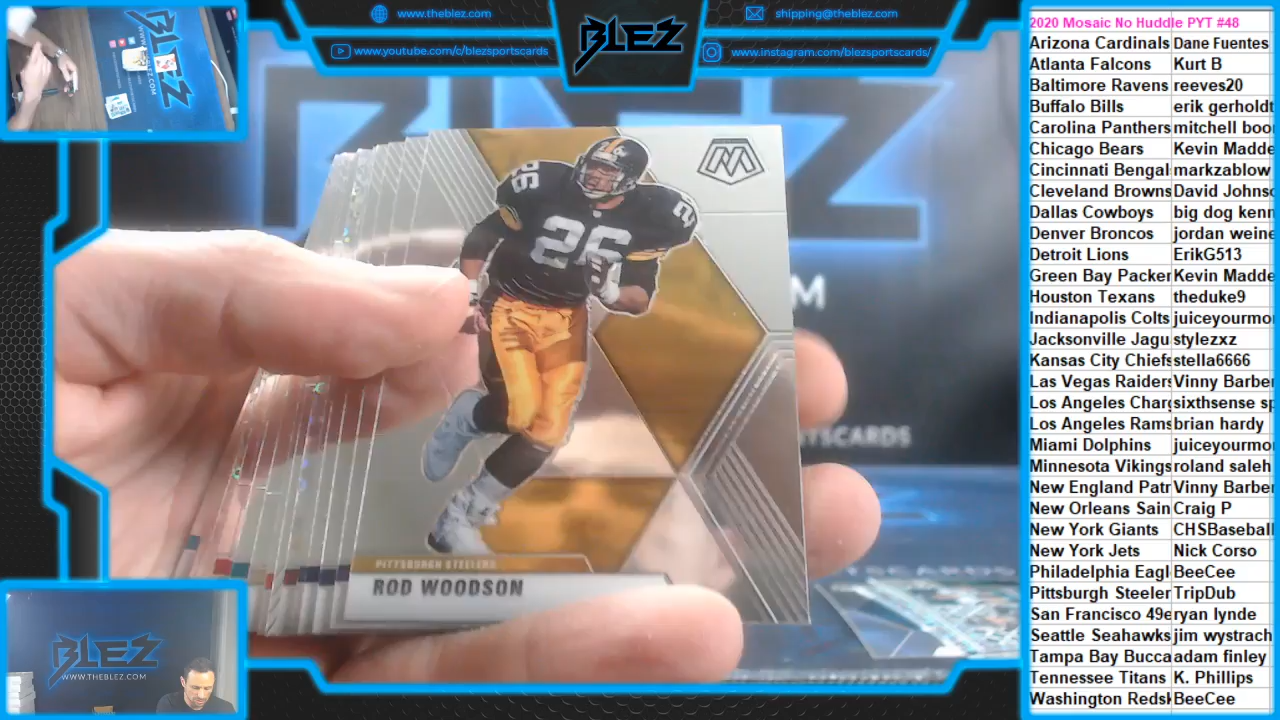 www.theblez.com
www.youtube.com/c/blezsportscards
BLEZ
shipping@theblez.com
www.instagram.com/blezsportscards/
2020 Mosaic No Huddle PYT #48
Arizona Cardinals Dane Fuentes
Atlanta Falcons Kurt B
Baltimore Ravens reeves20
Buffalo Bills erik gerholdt
Carolina Panthers mitchell boo
Chicago Bears Kevin Madde
Cincinnati Bengal markzablow
Cleveland Browns David Johnso
Dallas Cowboys big dog kenn
Denver Broncos jordan weine
Detroit Lions ErikG513
Green Bay Packer Kevin Madde
Houston Texans theduke9
Indianapolis Colts juiceyourmo
Jacksonville Jagu stylezxz
Kansas City Chiefs stella6666
Las Vegas Raiders Vinny Barber
Los Angeles Charg sixthsense sp
Los Angeles Rams brian hardy
Miami Dolphins juiceyourmo
Minnesota Vikings roland saleh
New England Patr Vinny Barber
New Orleans Sain Craig P
New York Giants CHSBaseball
New York Jets Nick Corso
Philadelphia Eagl BeeCee
Pittsburgh Steeler TripDub
San Francisco 49e ryan lynde
Seattle Seahawks jim wystrach
Tampa Bay Bucca adam finley
Tennessee Titans K. Phillips
Washington Redsk BeeCee
BLEZ
26
26
2
M
PITTSBURGH STEELERS
ROD WOODSON
BLEZ
BLEZ
WWW.THEBLEZ.COM